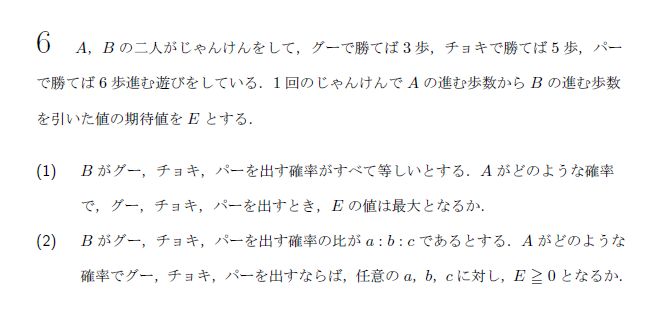 6 A，B の二人がじゃんけんをして，グーで勝てば 3 歩，チョキで勝てば 5 歩，パー
で勝てば 6 歩進む遊びをしている．1 回のじゃんけんで A の進む歩数から B の進む歩数
を引いた値の期待値を E とする．
(1) B がグー，チョキ，パーを出す確率がすべて等しいとする．A がどのような確率
で，グー，チョキ，パーを出すとき，E の値は最大となるか．
(2) B がグー，チョキ，パーを出す確率の比が a : b : c であるとする．A がどのような
確率でグー，チョキ，パーを出すならば，任意の a，b，c に対し，E ≧ 0 となるか．